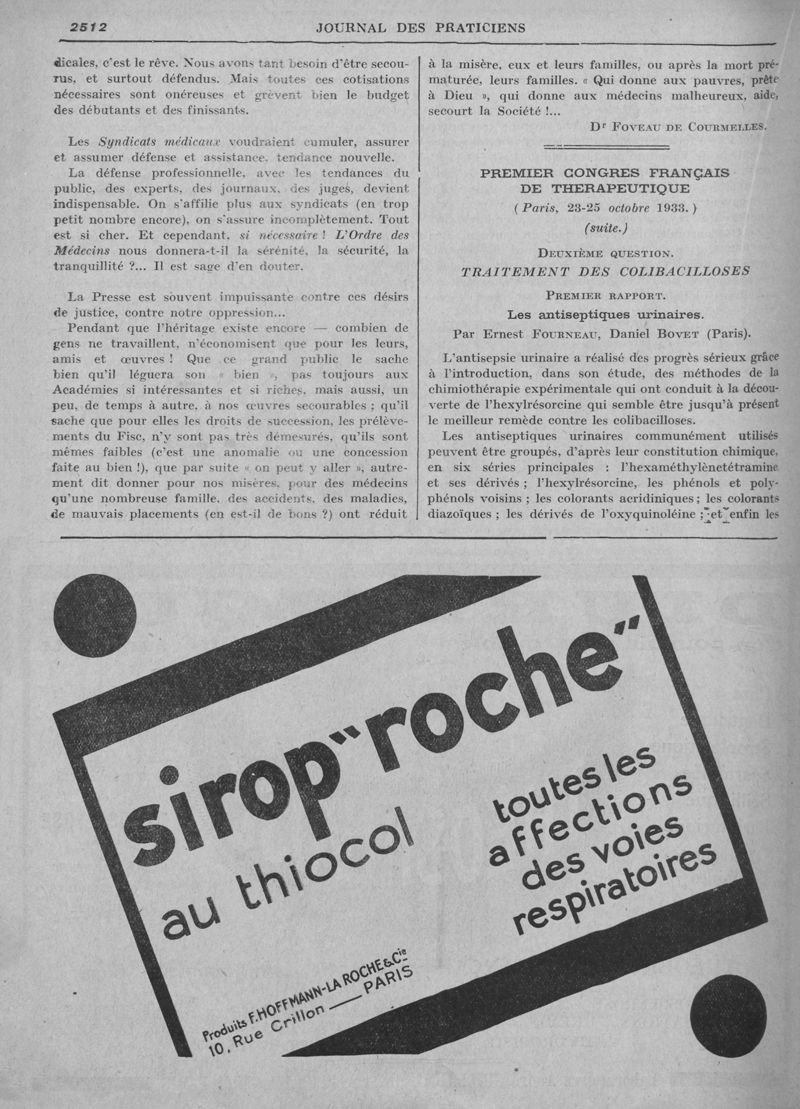 2512
JOURNAL DES PRATICIENS
dicales, c'est le rêve. Nous avons tant besoin d'être secou-
rus, et surtout défendus. Mais toutes ces cotisations
nécessaires sont onéreuses et grèvent bien le budget
des débutants et des finissants.
Les Syndicats médicaux voudraient cumuler, assurer
et assumer défense et assistance, tendance nouvelle.
La défense professionnelle, avec les tendances du
public, des experts, des journaux, des juges, devient
indispensable. On s'affilie plus aux syndicats (en trop
petit nombre encore), on s'assure incomplètement. Tout
est si cher. Et cependant, si nécessaire ! L'Ordre des
Médecins nous donnera-t-il la sérénité, la sécurité, la
tranquillité ?... Il est sage d'en douter.
La Presse est souvent impuissante contre ces désirs
de justice, contre notre oppression...
Pendant que l'héritage existe encore — combien de
gens ne travaillent, n'économisent que pour les leurs,
amis et œuvres ! Que ce grand public le sache
bien qu'il léguera son « bien », pas toujours aux
Académies si intéressantes et si riches, mais aussi, un
peu, de temps à autre, à nos œuvres secourables ; qu'il
sache que pour elles les droits de succession, les prélève-
ments du Fisc, n'y sont pas très démesurés, qu'ils sont
mêmes faibles (c'est une anomalie ou une concession
faite au bien !), que par suite « on peut y aller », autre-
ment dit donner pour nos misères, pour des médecins
qu'une nombreuse famille, des accidents, des maladies,
de mauvais placements (en est-il de bons ?) ont réduit
à la misère, eux et leurs familles, ou après la mort pré-
maturée, leurs familles. « Qui donne aux pauvres, prête
à Dieu », qui donne aux médecins malheureux, aide,
secourt la Société !...
Dr FOVEAU DE COURMELLES.
PREMIER CONGRES FRANÇAIS
DE THERAPEUTIQUE
( Paris, 23-25 octobre 1933. )
(suite.)
DEUXIÈME QUESTION.
TRAITEMENT DES COLIBACILLOSES
PREMIER RAPPORT.
Les antiseptiques urinaires.
Par Ernest FOURNEAU, Daniel BOVET (Paris).
L'antisepsie urinaire a réalisé des progrès sérieux grâce
à l'introduction, dans son étude, des méthodes de la
chimiothérapie expérimentale qui ont conduit à la décou-
verte de l'hexylrésorcine qui semble être jusqu'à présent
le meilleur remède contre les colibacilloses.
Les antiseptiques urinaires communément utilisés
peuvent être groupés, d'après leur constitution chimique,
en six séries principales : l'hexaméthylènetétramine
et ses dérivés ; l'hexylrésorcine, les phénols et poly-
phénols voisins ; les colorants acridiniques ; les colorants
diazoïques ; les dérivés de l'oxyquinoléine ; et enfin les
sirop "roche"
au thiocol
toutes les
affections
des voies
respiratoires
Produits F. HOFFMANN-LA ROCHE & Cie
10, Rue Crillon — PARIS